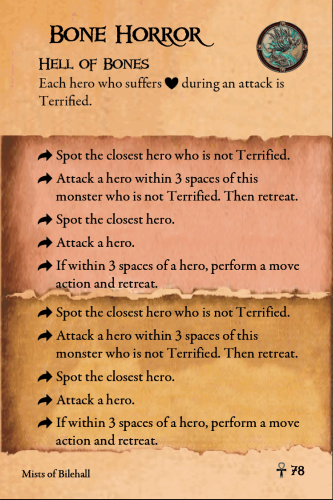 Bone Horror
Hell of Bones
Each hero who suffers ♥ during an attack is
Terrified.
Spot the closest hero who is not Terrified.
Attack a hero within 3 spaces of this
monster who is not Terrified. Then retreat.
Spot the closest hero.
Attack a hero.
If within 3 spaces of a hero, perform a move
action and retreat.
Spot the closest hero who is not Terrified.
Attack a hero within 3 spaces of this
monster who is not Terrified. Then retreat.
Spot the closest hero.
Attack a hero.
If within 3 spaces of a hero, perform a move
action and retreat.
Mists of Bilehall
78